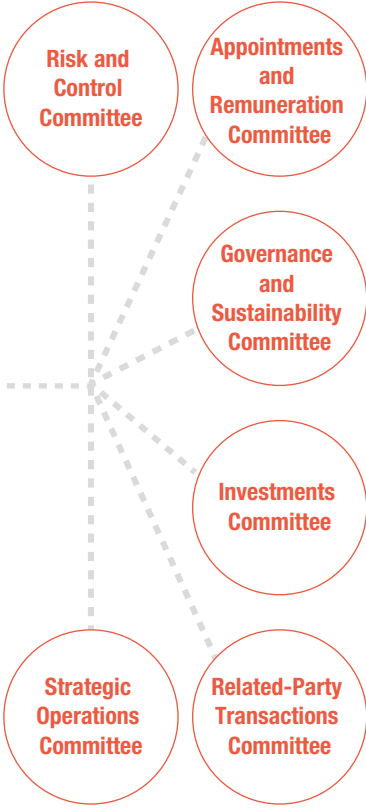 Risk and
Control
Committee
Appointments
and
Remuneration
Committee
Governance
and
Sustainability
Committee
Investments
Committee
Strategic
Operations
Committee
Related-Party
Transactions
Committee